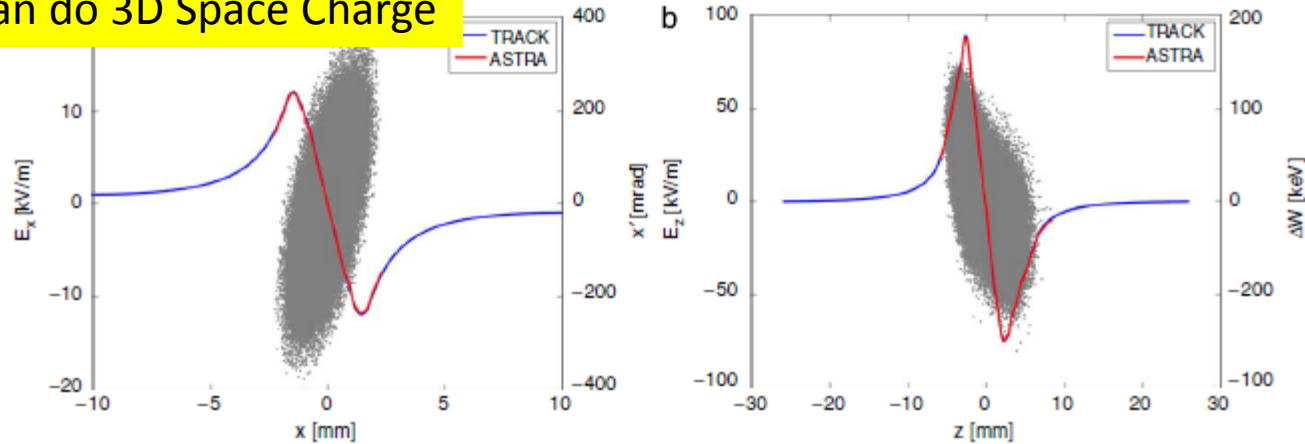 an do 3D Space Charge
400
TRACK
ASTRA
10
0
−10
−20
200
0
−200
−400
−10
−5
0
5
10
E_x [kV/m]
x′ [mrad]
x [mm]
b
100
50
0
−50
−100
TRACK
ASTRA
200
100
0
−200
−100
−30
−20
−10
0
10
20
30
E_z [kV/m]
ΔW [keV]
z [mm]